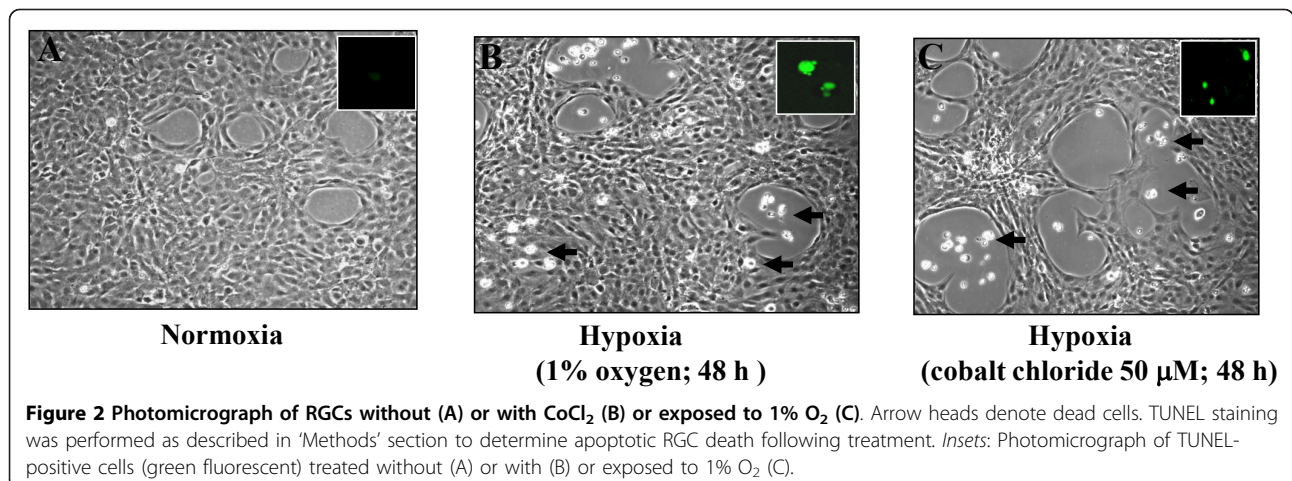 A
B
C
Normoxia
Hypoxia
(1% oxygen; 48 h )
Hypoxia
(cobalt chloride 50 μM; 48 h)
Figure 2 Photomicrograph of RGCs without (A) or with CoCl₂ (B) or exposed to 1% O₂ (C). Arrow heads denote dead cells. TUNEL staining
was performed as described in ‘Methods’ section to determine apoptotic RGC death following treatment. Insets: Photomicrograph of TUNEL-
positive cells (green fluorescent) treated without (A) or with (B) or exposed to 1% O₂ (C).